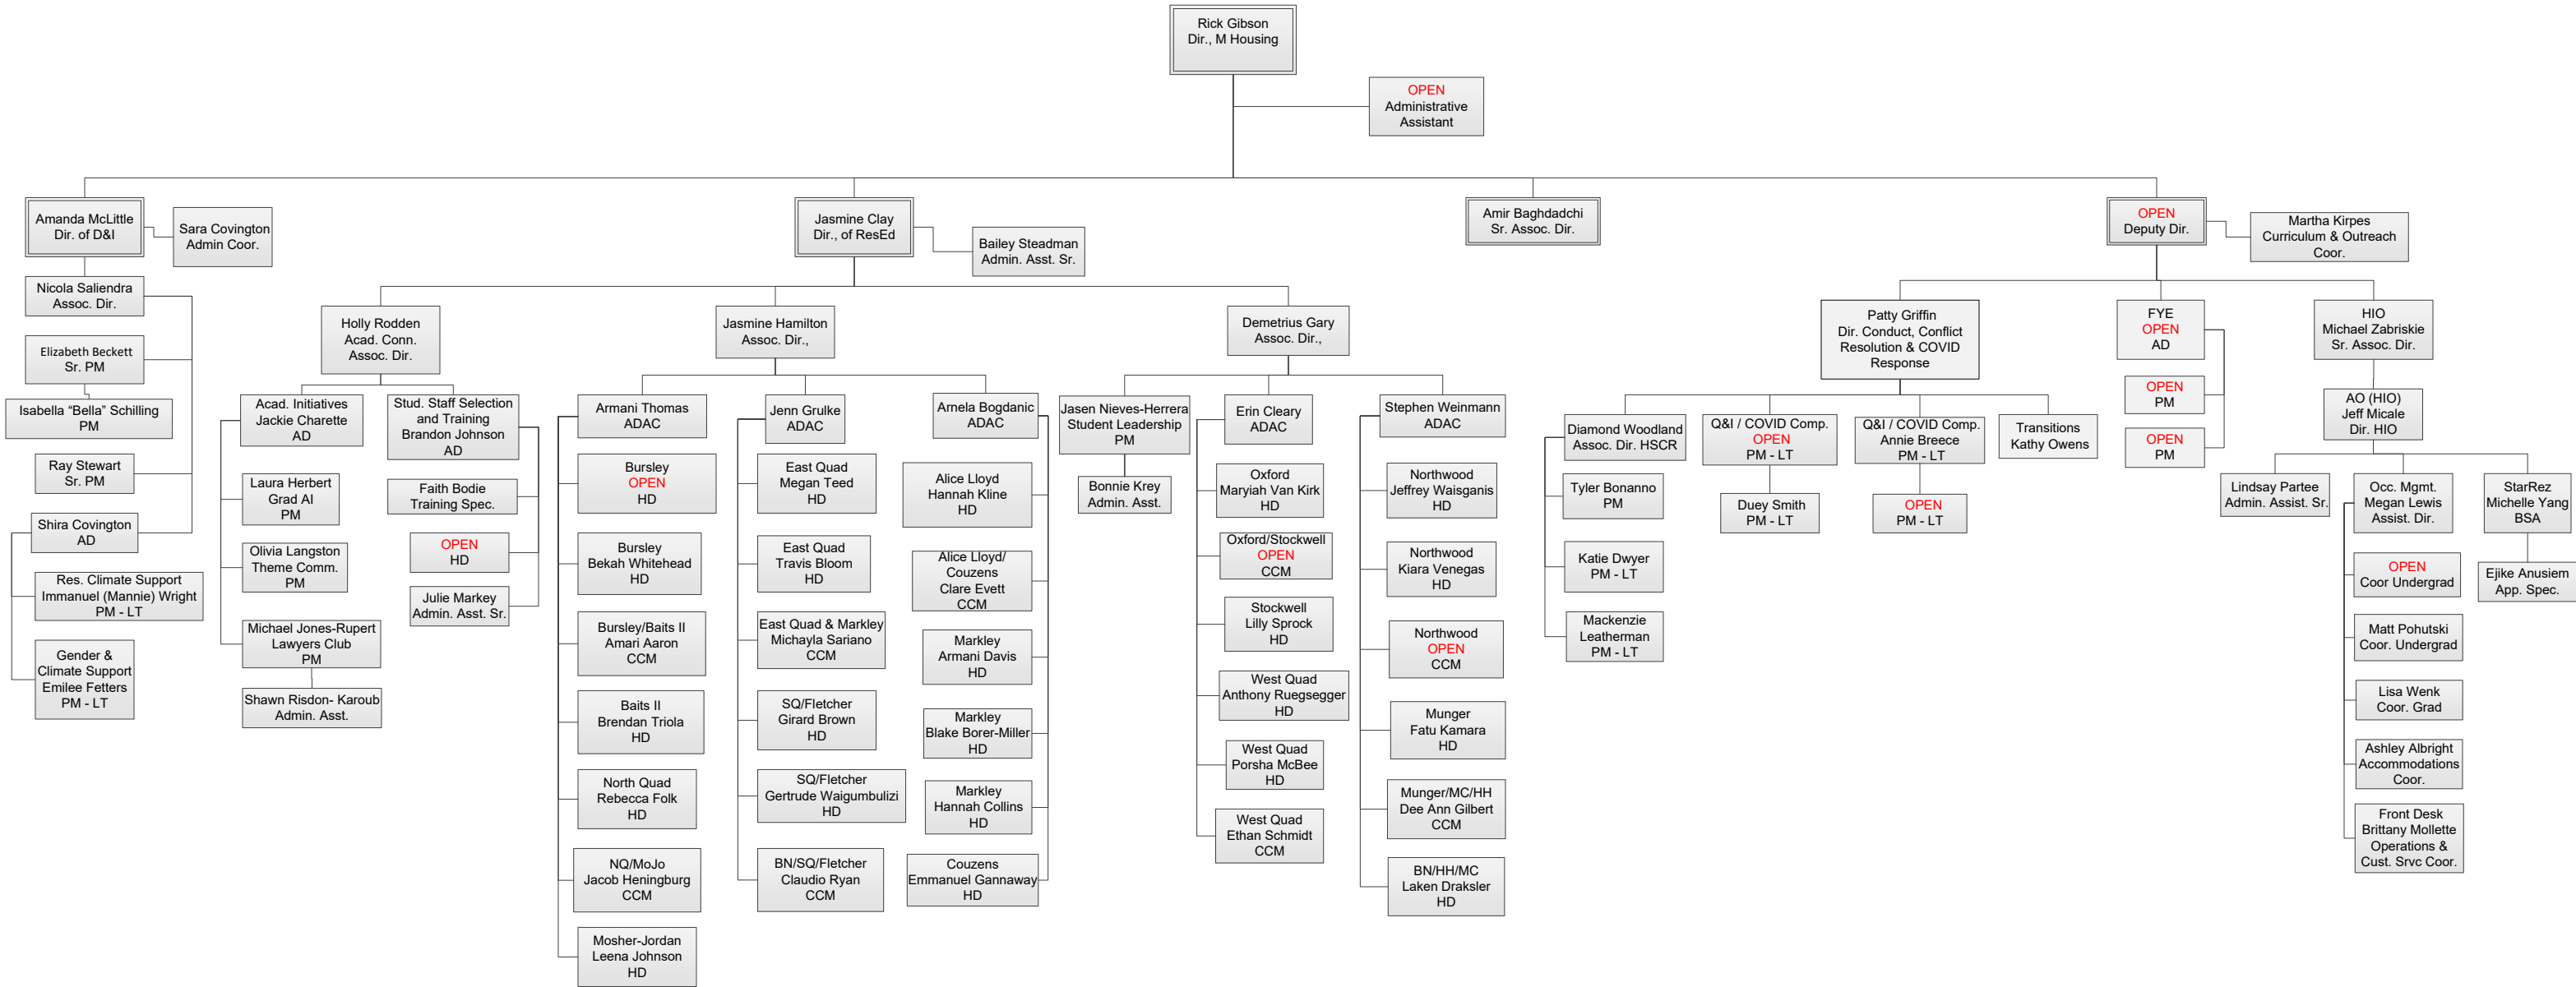 Rick Gibson
Dir., M Housing
OPEN
Administrative
Assistant
Amanda McLittle
Dir. of D&I
Sara Covington
Admin Coor.
Jasmine Clay
Dir., of ResEd
Bailey Steadman
Admin. Asst. Sr.
Amir Baghdadchi
Sr. Assoc. Dir.
OPEN
Deputy Dir.
Martha Kirpes
Curriculum & Outreach
Coor.
Nicola Saliendra
Assoc. Dir.
Elizabeth Beckett
Sr. PM
Isabella “Bella” Schilling
PM
Ray Stewart
Sr. PM
Shira Covington
AD
Res. Climate Support
Immanuel (Mannie) Wright
PM - LT
Gender &
Climate Support
Emilee Fetters
PM - LT
Holly Rodden
Acad. Conn.
Assoc. Dir.
Acad. Initiatives
Jackie Charette
AD
Laura Herbert
Grad AI
PM
Olivia Langston
Theme Comm.
PM
Michael Jones-Rupert
Lawyers Club
PM
Shawn Risdon- Karoub
Admin. Asst.
Stud. Staff Selection
and Training
Brandon Johnson
AD
Faith Bodie
Training Spec.
OPEN
HD
Julie Markey
Admin. Asst. Sr.
Jasmine Hamilton
Assoc. Dir.,
Armani Thomas
ADAC
Bursley
OPEN
HD
Bursley
Bekah Whitehead
HD
Bursley/Baits II
Amari Aaron
CCM
Baits II
Brendan Triola
HD
North Quad
Rebecca Folk
HD
NQ/MoJo
Jacob Heningburg
CCM
Mosher-Jordan
Leena Johnson
HD
Jenn Grulke
ADAC
East Quad
Megan Teed
HD
East Quad
Travis Bloom
HD
East Quad & Markley
Michayla Sariano
CCM
SQ/Fletcher
Girard Brown
HD
SQ/Fletcher
Gertrude Waigumbulizi
HD
BN/SQ/Fletcher
Claudio Ryan
CCM
Arnela Bogdanic
ADAC
Alice Lloyd
Hannah Kline
HD
Alice Lloyd/
Couzens
Clare Evett
CCM
Markley
Armani Davis
HD
Markley
Blake Borer-Miller
HD
Markley
Hannah Collins
HD
Couzens
Emmanuel Gannaway
HD
Demetrius Gary
Assoc. Dir.,
Jasen Nieves-Herrera
Student Leadership
PM
Bonnie Krey
Admin. Asst.
Erin Cleary
ADAC
Oxford
Maryiah Van Kirk
HD
Oxford/Stockwell
OPEN
CCM
Stockwell
Lilly Sprock
HD
West Quad
Anthony Ruegsegger
HD
West Quad
Porsha McBee
HD
West Quad
Ethan Schmidt
CCM
Stephen Weinmann
ADAC
Northwood
Jeffrey Waisganis
HD
Northwood
Kiara Venegas
HD
Northwood
OPEN
CCM
Munger
Fatu Kamara
HD
Munger/MC/HH
Dee Ann Gilbert
CCM
BN/HH/MC
Laken Draksler
HD
Patty Griffin
Dir. Conduct, Conflict
Resolution & COVID
Response
Diamond Woodland
Assoc. Dir. HSCR
Tyler Bonanno
PM
Katie Dwyer
PM - LT
Mackenzie
Leatherman
PM - LT
Q&I / COVID Comp.
OPEN
PM - LT
Duey Smith
PM - LT
Q&I / COVID Comp.
Annie Breece
PM - LT
OPEN
PM - LT
Transitions
Kathy Owens
FYE
OPEN
AD
OPEN
PM
OPEN
PM
HIO
Michael Zabriskie
Sr. Assoc. Dir.
AO (HIO)
Jeff Micale
Dir. HIO
Lindsay Partee
Admin. Assist. Sr.
Occ. Mgmt.
Megan Lewis
Assist. Dir.
OPEN
Coor Undergrad
Matt Pohutski
Coor. Undergrad
Lisa Wenk
Coor. Grad
Ashley Albright
Accommodations
Coor.
Front Desk
Brittany Mollette
Operations &
Cust. Srvc Coor.
StarRez
Michelle Yang
BSA
Ejike Anusiem
App. Spec.